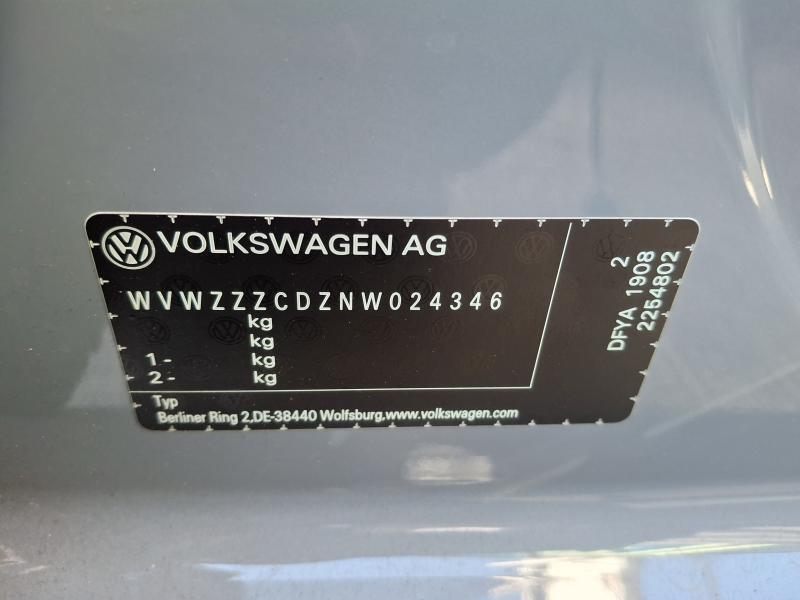 VOLKSWAGEN AG
WVWZZZCDZNW024346
kg
kg
1- kg
2- kg
Typ
Berliner Ring 2,DE-38440 Wolfsburg,www.volkswagen.com
2
DFYA 1908
2254802